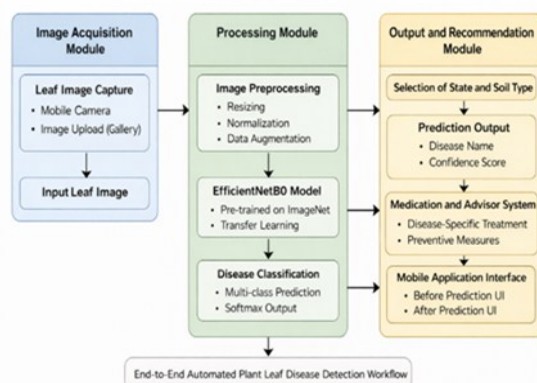 Image Acquisition
Module
Leaf Image Capture
• Mobile Camera
• Image Upload (Gallery)
Input Leaf Image
Processing Module
Image Preprocessing
• Resizing
• Normalization
• Data Augmentation
EfficientNetB0 Model
• Pre-trained on ImageNet
• Transfer Learning
Disease Classification
• Multi-class Prediction
• Softmax Output
Output and Recommendation
Module
Selection of State and Soil Type
Prediction Output
• Disease Name
• Confidence Score
Medication and Advisor System
• Disease-Specific Treatment
• Preventive Measures
Mobile Application Interface
• Before Prediction UI
• After Prediction UI
End-to-End Automated Plant Leaf Disease Detection Workflow